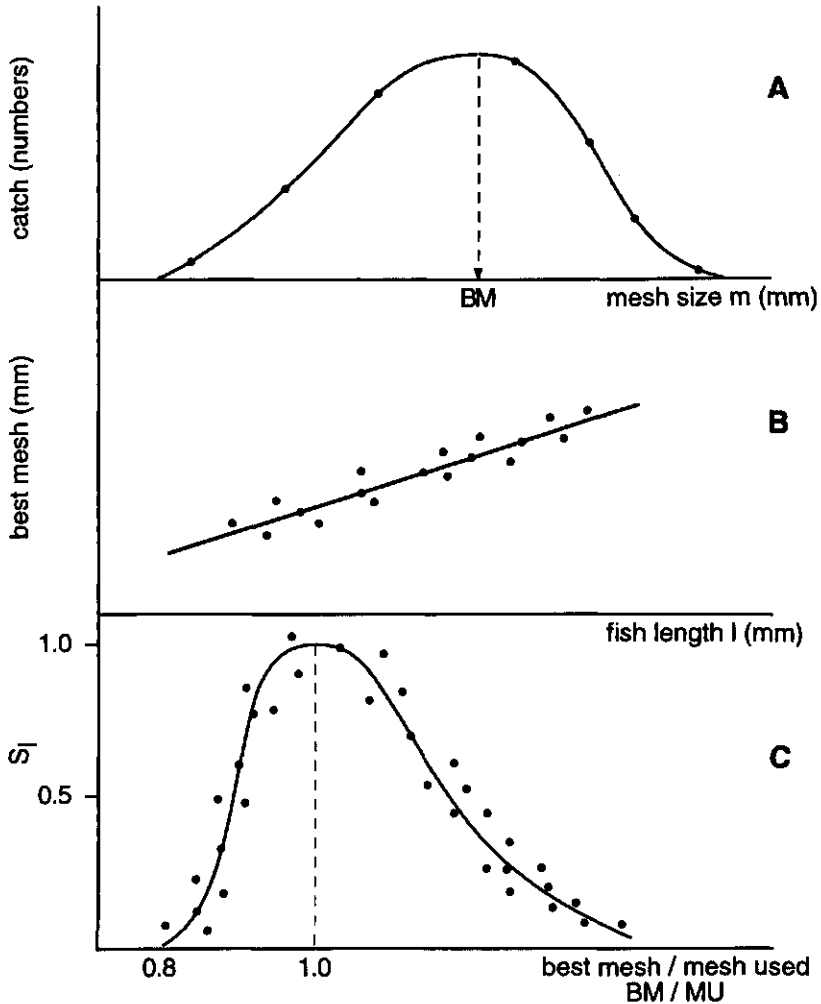 catch (numbers)
A
BM
mesh size m (mm)
best mesh (mm)
B
fish length l (mm)
1.0
Sl
0.5
C
0.8
1.0
best mesh / mesh used
BM / MU